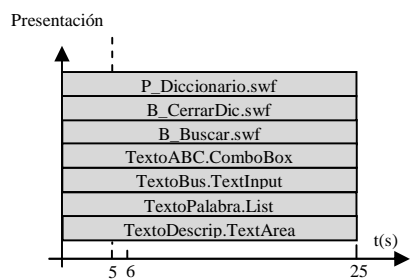 Presentación
P_Diccionario.swf
B_CerrarDic.swf
B_Buscar.swf
TextoABC.ComboBox
TextoBus.TextInput
TextoPalabra.List
TextoDescrip.TextArea
t(s)
5 6 25